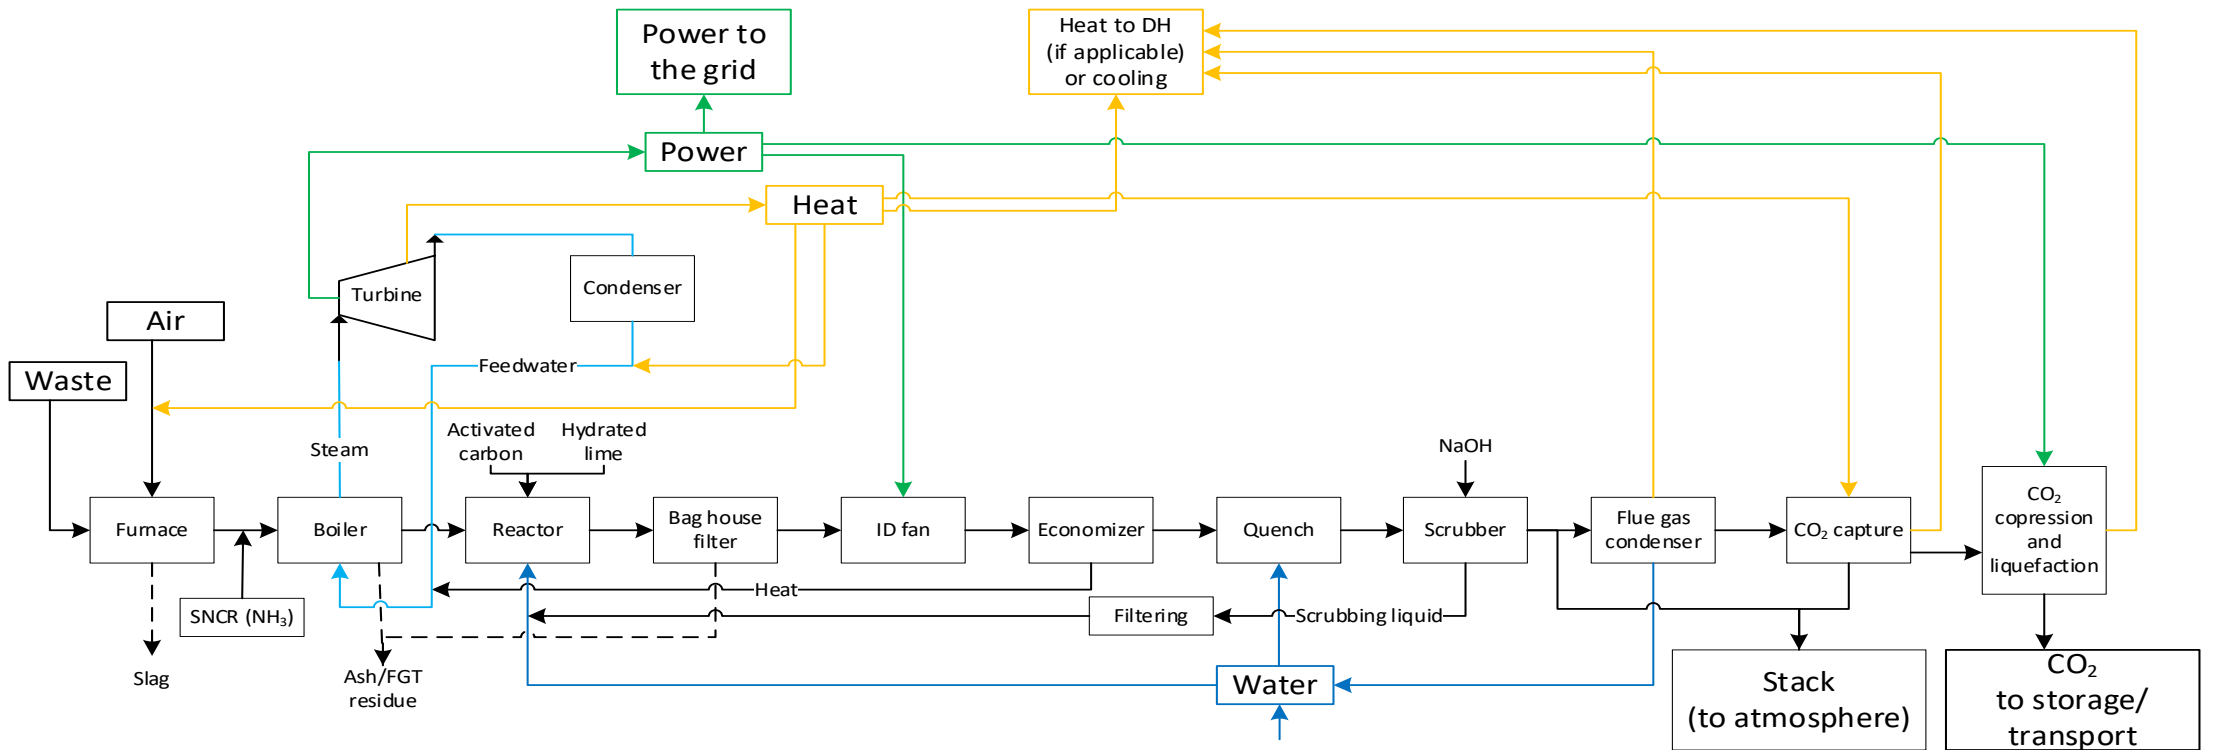 Power to
the grid
Heat to DH
(if applicable)
or cooling
Power
Heat
Turbine
Condenser
Air
Feedwater
Waste
Steam
Activated
carbon
Hydrated
lime
NaOH
Furnace
Boiler
Reactor
Bag house
filter
ID fan
Economizer
Quench
Scrubber
Flue gas
condenser
CO₂ capture
CO₂
copression
and
liquefaction
SNCR (NH₃)
Heat
Filtering
Scrubbing liquid
Slag
Ash/FGT
residue
Water
Stack
(to atmosphere)
CO₂
to storage/
transport